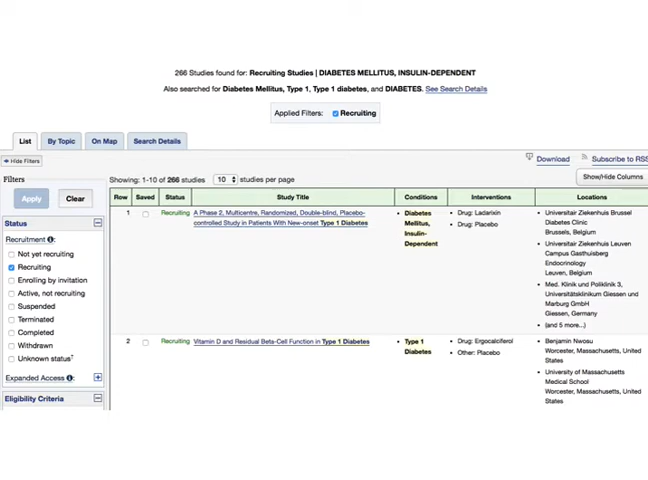 266 Studies found for: Recruiting Studies | DIABETES MELLITUS, INSULIN-DEPENDENT
Also searched for Diabetes Mellitus, Type 1, Type 1 diabetes, and DIABETES. See Search Details
Applied Filters: Recruiting
List By Topic On Map Search Details
Hide Filters
Download Subscribe to RSS
Filters
Showing: 1-10 of 266 studies 10 studies per page
Show/Hide Columns
Apply Clear
Row Saved Status Study Title Conditions Interventions Locations
Status
Recruitment:
Not yet recruiting
Recruiting
Enrolling by invitation
Active, not recruiting
Suspended
Terminated
Completed
Withdrawn
Unknown status†
Expanded Access:
Eligibility Criteria
1 Recruiting
A Phase 2, Multicentre, Randomized, Double-blind, Placebo-
controlled Study in Patients With New-onset Type 1 Diabetes
• Diabetes
Mellitus,
Insulin-
Dependent
• Drug: Ladarixin
• Drug: Placebo
• Universitair Ziekenhuis Brussel
Diabetes Clinic
Brussels, Belgium
• Universitair Ziekenhuis Leuven
Campus Gasthuisberg
Endocrinology
Leuven, Belgium
• Med. Klinik und Poliklinik 3,
Universitätsklinikum Giessen und
Marburg GmbH
Giessen, Germany
• (and 5 more...)
2 Recruiting
Vitamin D and Residual Beta-Cell Function in Type 1 Diabetes
• Type 1
Diabetes
• Drug: Ergocalciferol
• Other: Placebo
• Benjamin Nwosu
Worcester, Massachusetts, United
States
• University of Massachusetts
Medical School
Worcester, Massachusetts, United
States